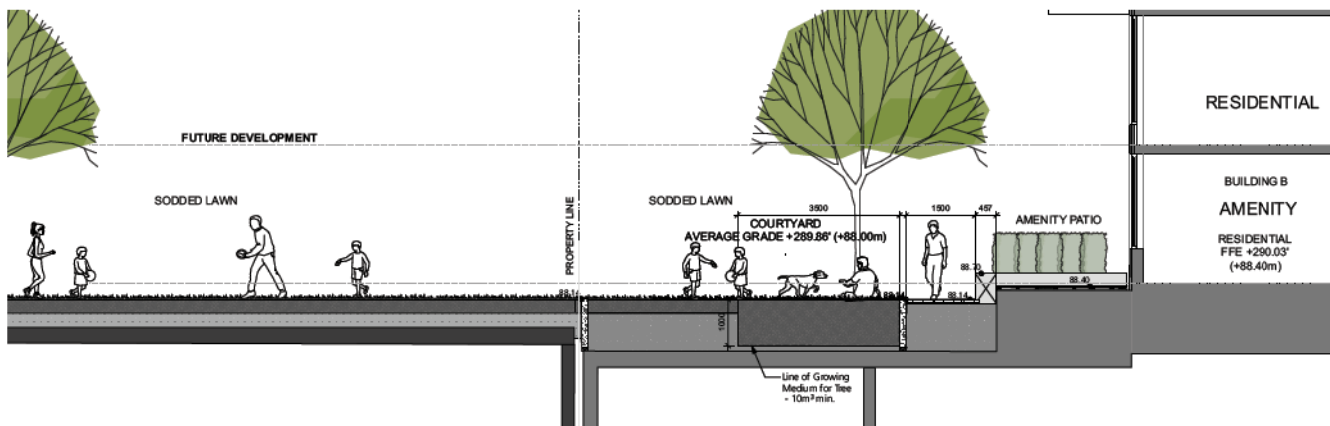 RESIDENTIAL
FUTURE DEVELOPMENT
BUILDING B
AMENITY
RESIDENTIAL
FFE +290.03'
(+88.40m)
SODDED LAWN
SODDED LAWN
3500
1500
457
COURTYARD
AVERAGE GRADE +289.86' (+88.00m)
AMENITY PATIO
PROPERTY LINE
88.70
88.40
88.14
1000
Line of Growing
Medium for Tree
- 10m³ min.